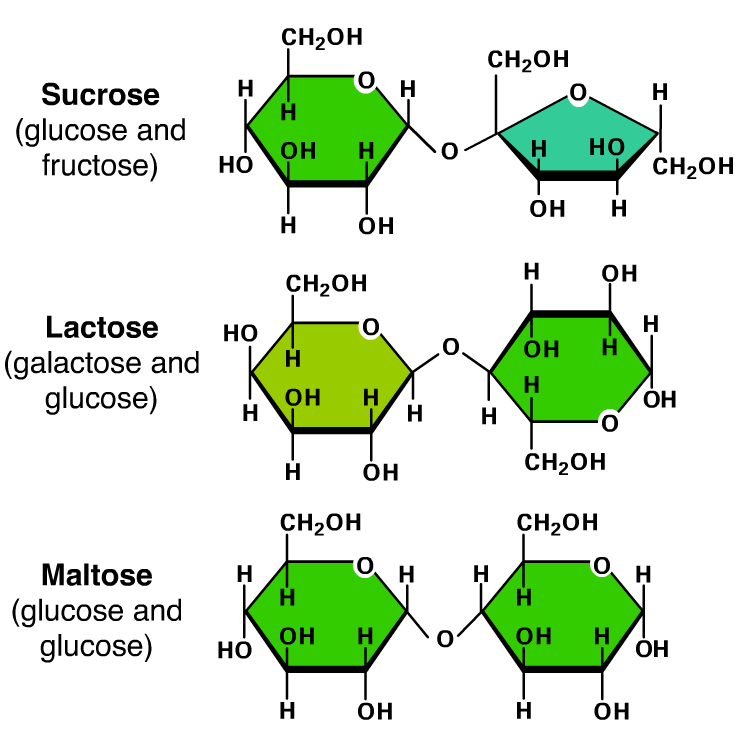 CH₂OH
CH₂OH
Sucrose
(glucose and
fructose)
H O H O H
H
OH H H HO
HO O CH₂OH
H OH OH H
CH₂OH H OH
Lactose
(galactose and
glucose)
HO O O H
H OH H
OH H H
H H H OH
O
H OH CH₂OH
CH₂OH CH₂OH
Maltose
(glucose and
glucose)
H O H H O H
H H
OH H OH H
HO O OH
H OH H OH